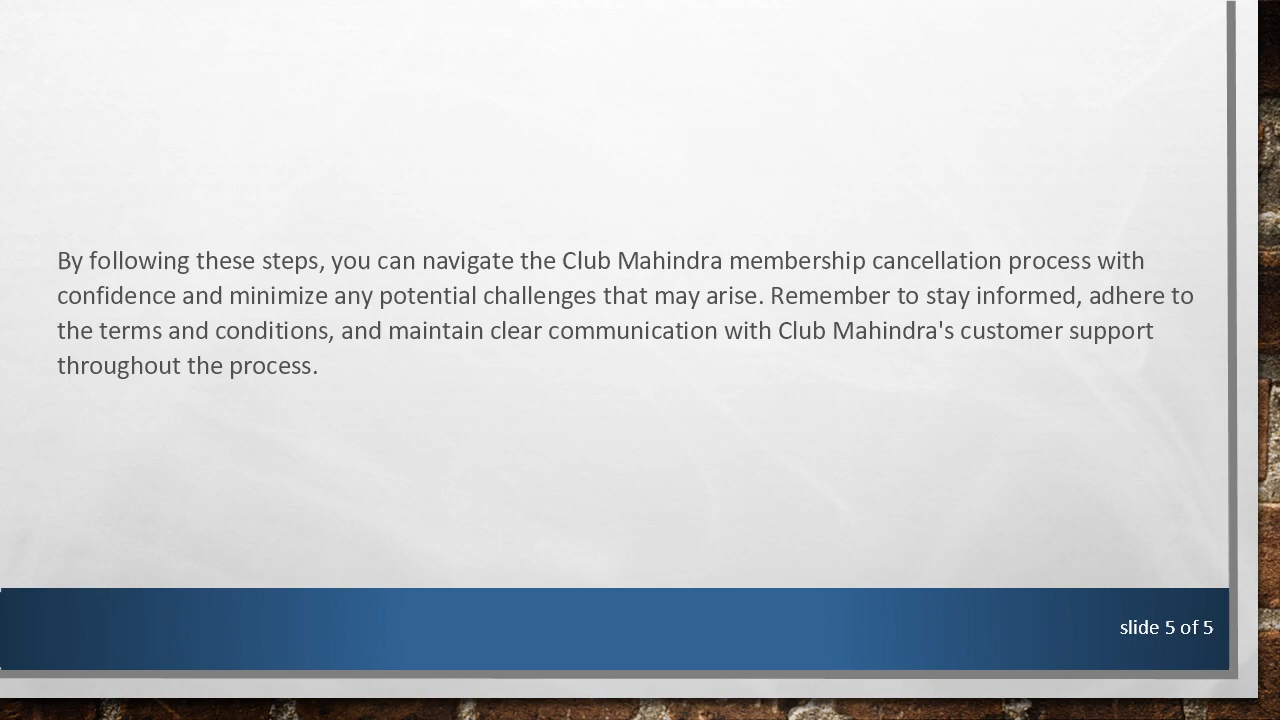 By following these steps, you can navigate the Club Mahindra membership cancellation process with
confidence and minimize any potential challenges that may arise. Remember to stay informed, adhere to
the terms and conditions, and maintain clear communication with Club Mahindra's customer support
throughout the process.
slide 5 of 5